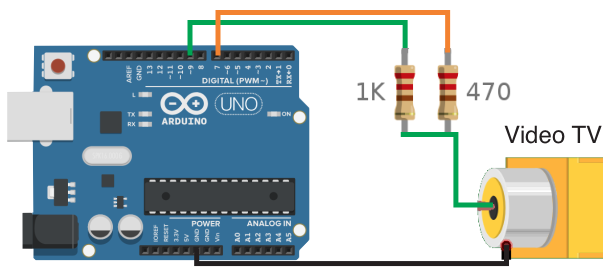 AREF
GND
13
12
~11
~10
~9
8
7
~6
~5
4
~3
2
TX→1
RX←0
DIGITAL (PWM ~)
L
TX
RX
UNO
ON
ARDUINO
1K
470
Video TV
POWER
ANALOG IN
IOREF
RESET
3.3V
5V
GND
GND
Vin
A0
A1
A2
A3
A4
A5